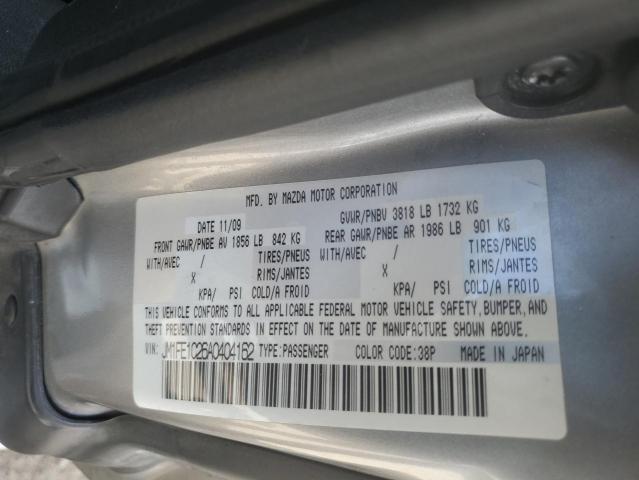 MFD. BY MAZDA MOTOR CORPORATION
DATE 11/09 GVWR/PNBV 3818 LB 1732 KG
FRONT GAWR/PNBE AV 1856 LB 842 KG REAR GAWR/PNBE AR 1986 LB 901 KG
WITH/AVEC / TIRES/PNEUS WITH/AVEC / TIRES/PNEUS
X RIMS/JANTES X RIMS/JANTES
KPA/ PSI COLD/A FROID KPA/ PSI COLD/A FROID
THIS VEHICLE CONFORMS TO ALL APPLICABLE FEDERAL MOTOR VEHICLE SAFETY, BUMPER, AND
THEFT PREVENTION STANDARDS IN EFFECT ON THE DATE OF MANUFACTURE SHOWN ABOVE.
VIN: JM1FE1C26A0404162 TYPE:PASSENGER COLOR CODE:38P MADE IN JAPAN